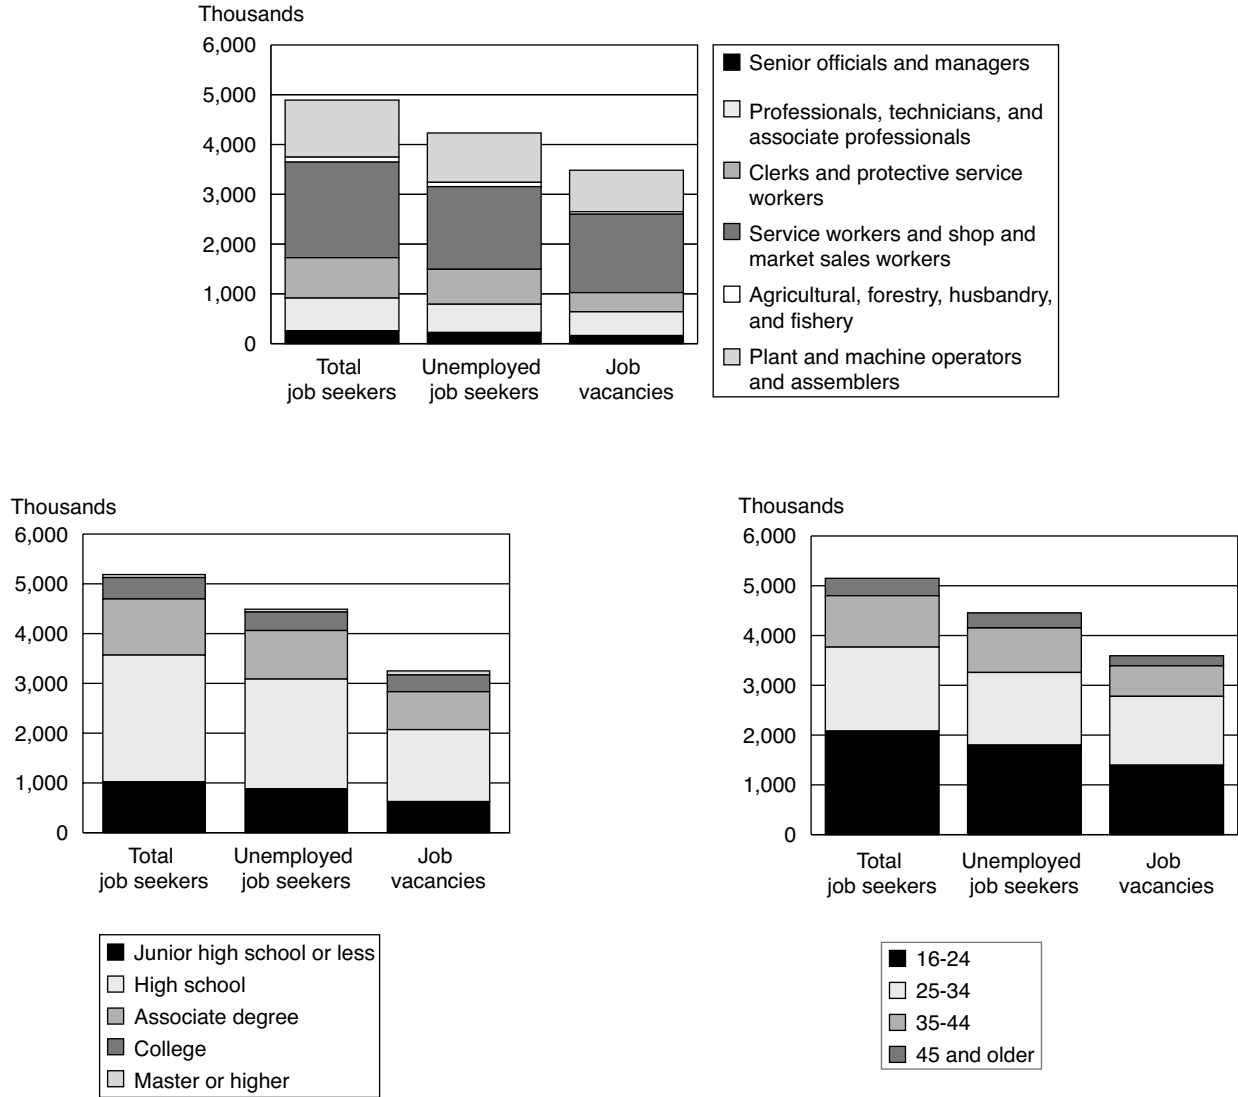 Thousands
6,000
5,000
4,000
3,000
2,000
1,000
0
Total
job seekers
Unemployed
job seekers
Job
vacancies
Senior officials and managers
Professionals, technicians, and
associate professionals
Clerks and protective service
workers
Service workers and shop and
market sales workers
Agricultural, forestry, husbandry,
and fishery
Plant and machine operators
and assemblers
Thousands
6,000
5,000
4,000
3,000
2,000
1,000
0
Total
job seekers
Unemployed
job seekers
Job
vacancies
Junior high school or less
High school
Associate degree
College
Master or higher
Thousands
6,000
5,000
4,000
3,000
2,000
1,000
0
Total
job seekers
Unemployed
job seekers
Job
vacancies
16-24
25-34
35-44
45 and older